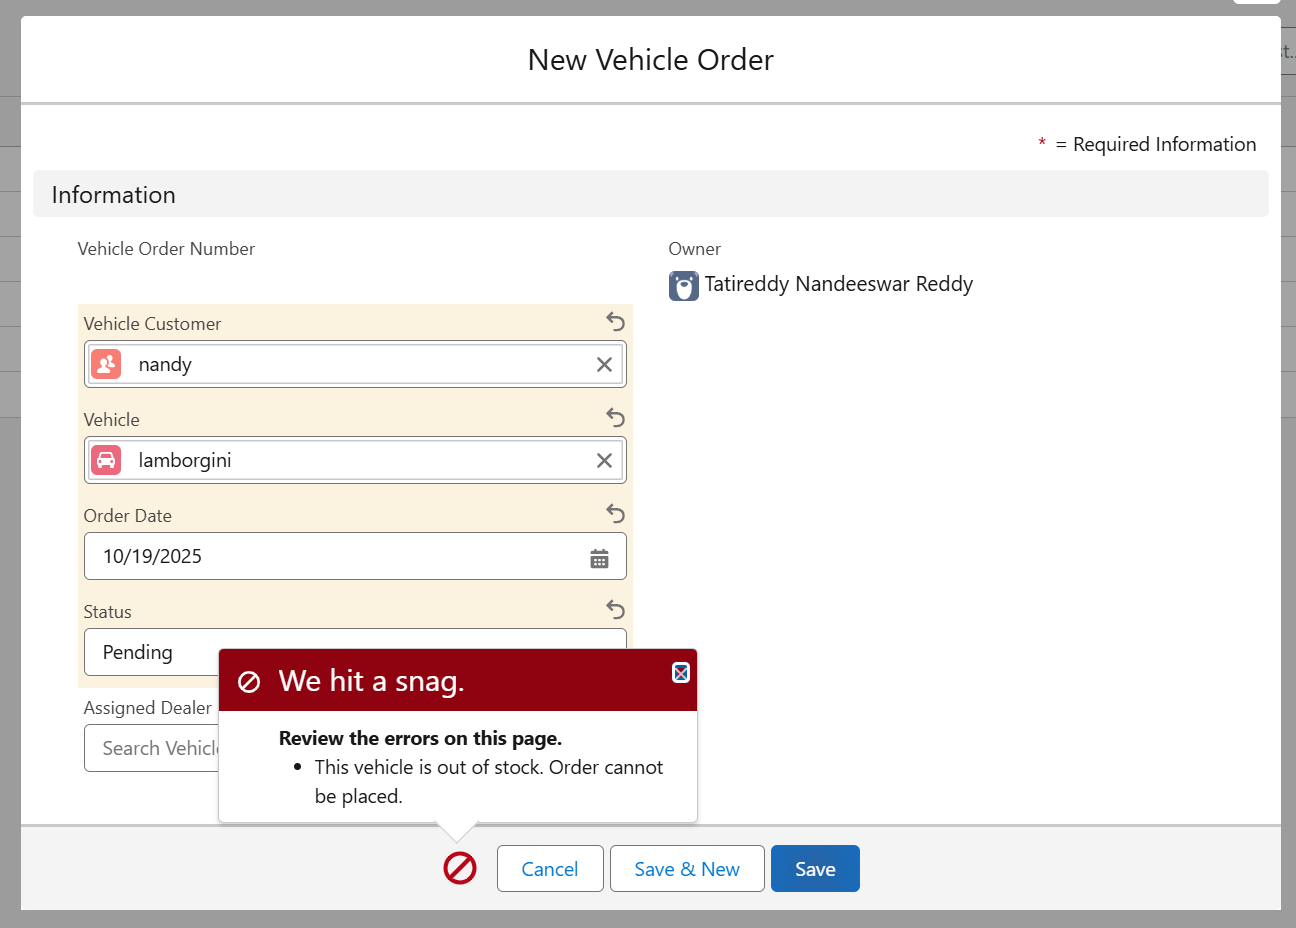 New Vehicle Order
* = Required Information
Information
Vehicle Order Number
Owner
Tatireddy Nandeeswar Reddy
Vehicle Customer
nandy
Vehicle
lamborgini
Order Date
10/19/2025
Status
Pending
Assigned Dealer
Search Vehicle
We hit a snag.
Review the errors on this page.
• This vehicle is out of stock. Order cannot
be placed.
Cancel
Save & New
Save